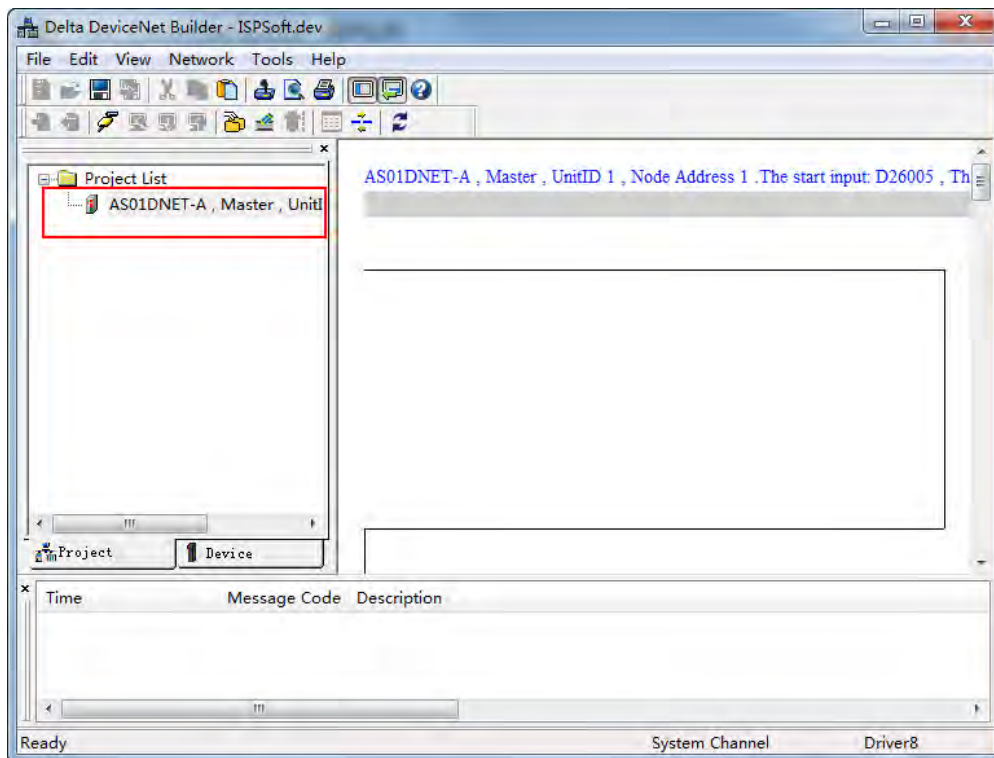 Delta DeviceNet Builder - ISPSoft.dev
File Edit View Network Tools Help
Project List
AS01DNET-A , Master , UnitI
AS01DNET-A , Master , UnitID 1 , Node Address 1 .The start input: D26005 , Th
Project Device
Time Message Code Description
Ready System Channel Driver8